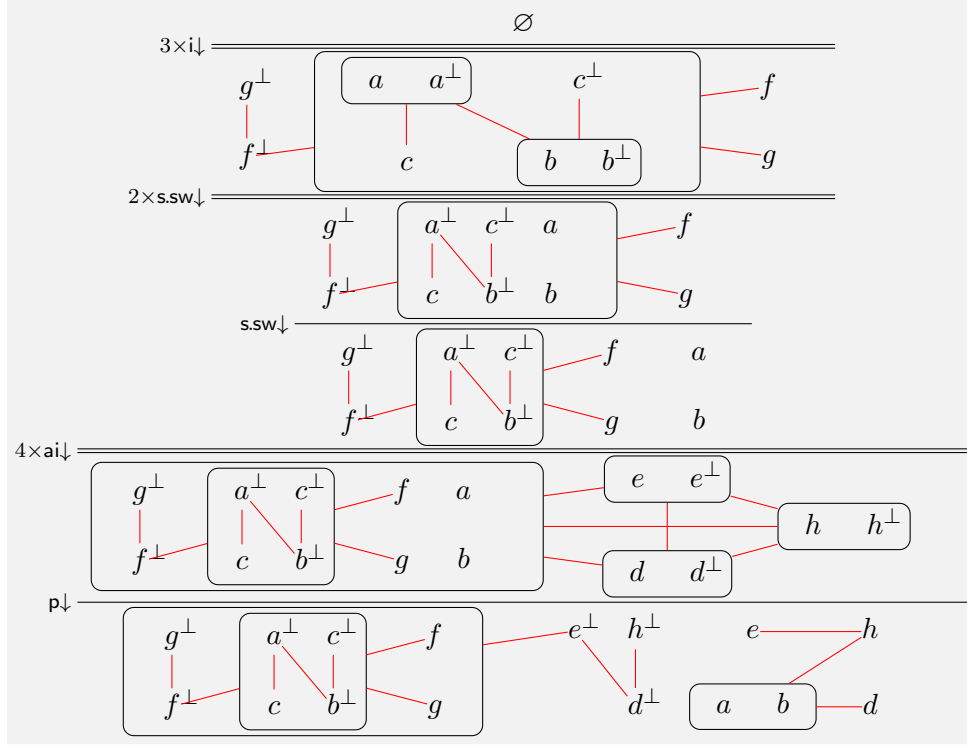 ∅
3×i↓
g⊥ a a⊥ c⊥ f
f⊥ c b b⊥ g
2×s.sw↓
g⊥ a⊥ c⊥ a f
f⊥ c b⊥ b g
s.sw↓
g⊥ a⊥ c⊥ f a
f⊥ c b⊥ g b
4×ai↓
g⊥ a⊥ c⊥ f a e e⊥
h h⊥
f⊥ c b⊥ g b d d⊥
p↓
g⊥ a⊥ c⊥ f e⊥ h⊥ e h
f⊥ c b⊥ g d⊥ a b d